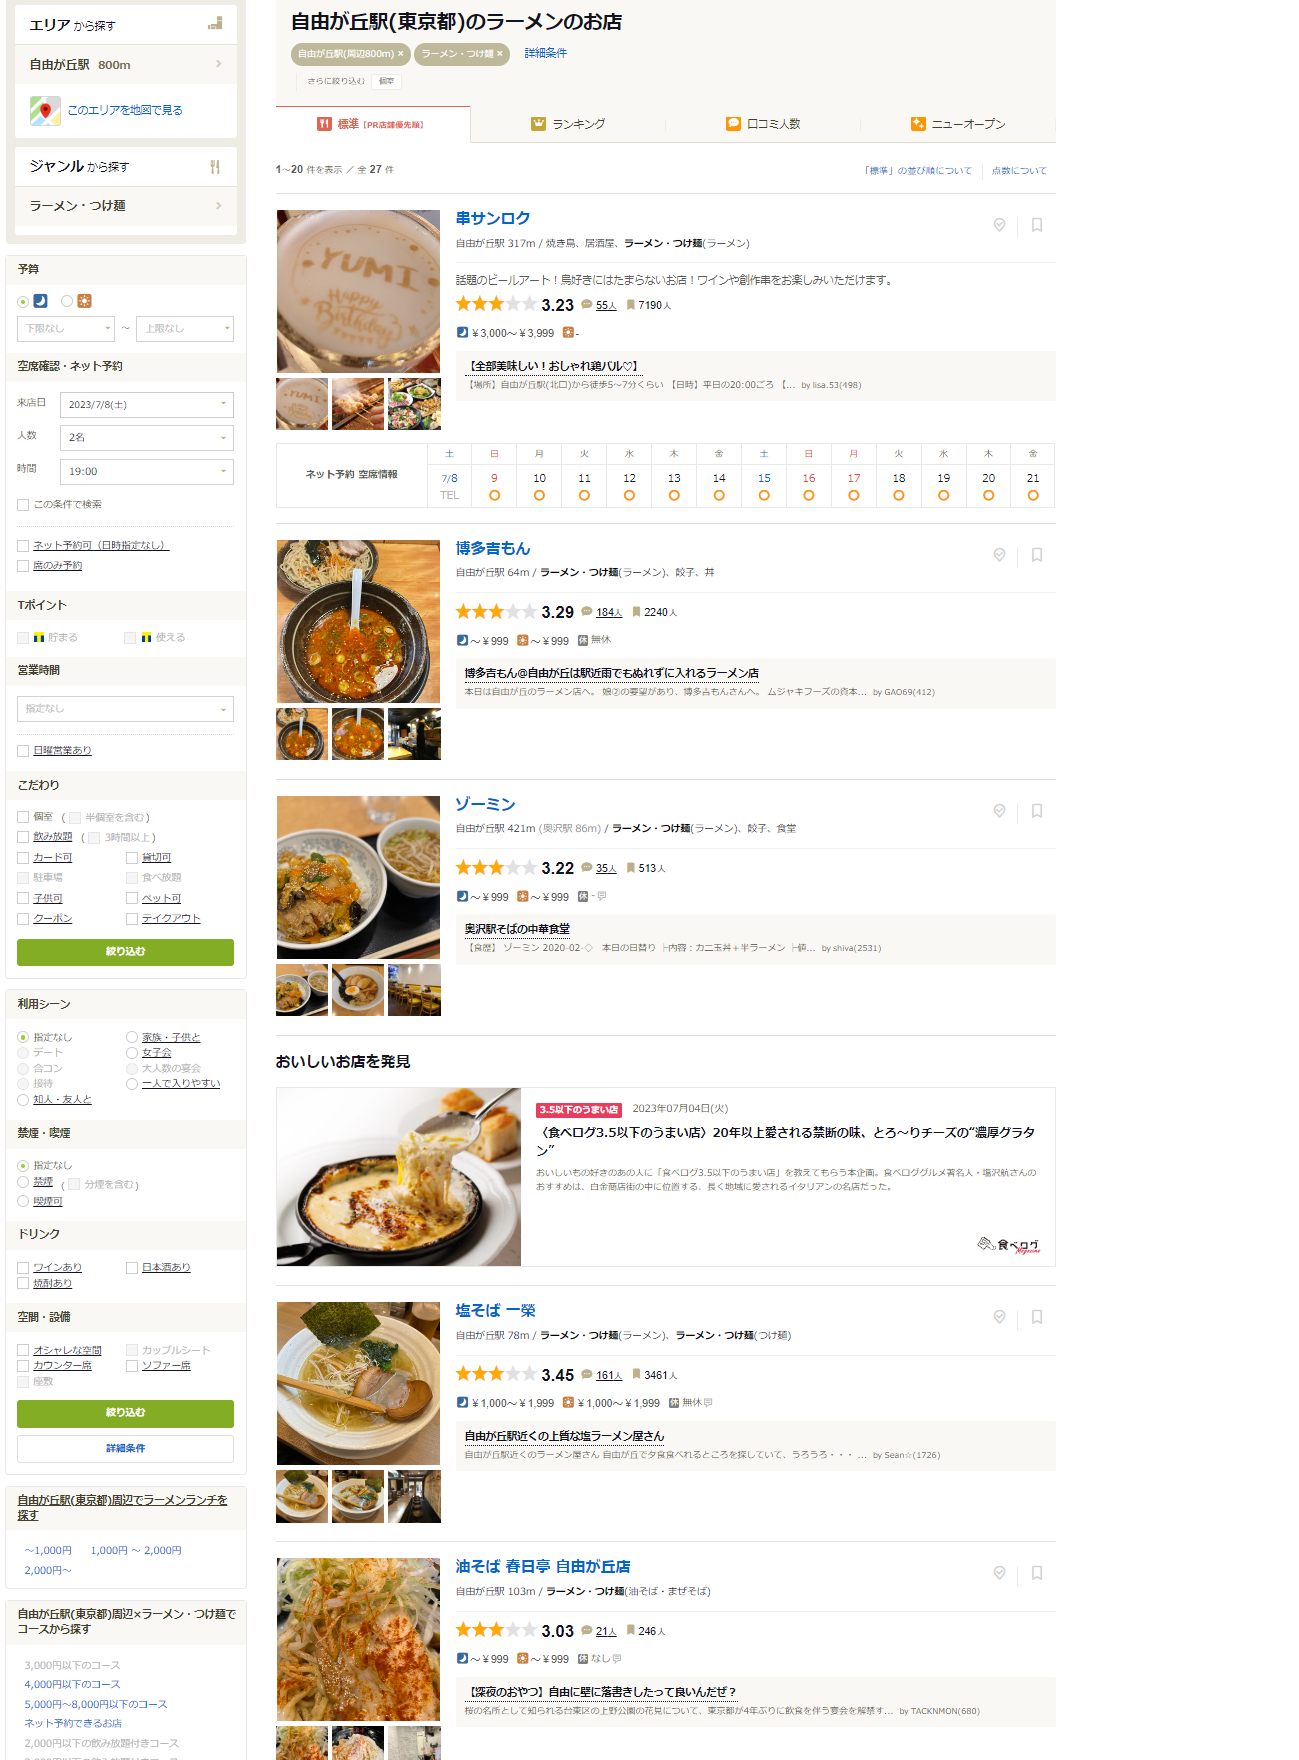 エリア から探す
自由が丘駅 800m
このエリアを地図で見る
ジャンル から探す
ラーメン・つけ麺
予算
下限なし ～ 上限なし
空席確認・ネット予約
来店日 2023/7/8(土)
人数 2名
時間 19:00
この条件で検索
ネット予約可（日時指定なし）
席のみ予約
Tポイント
貯まる 使える
営業時間
指定なし
日曜営業あり
こだわり
個室 ( 半個室を含む )
飲み放題 ( 3時間以上 )
カード可 貸切可
駐車場 食べ放題
子供可 ペット可
クーポン テイクアウト
絞り込む
利用シーン
指定なし 家族・子供と
デート 女子会
合コン 大人数の宴会
接待 一人で入りやすい
知人・友人と
禁煙・喫煙
指定なし
禁煙 ( 分煙を含む )
喫煙可
ドリンク
ワインあり 日本酒あり
焼酎あり
空間・設備
オシャレな空間 カップルシート
カウンター席 ソファー席
座敷
絞り込む
詳細条件
自由が丘駅(東京都)周辺でラーメンランチを
探す
～1,000円 1,000円 ～ 2,000円
2,000円～
自由が丘駅(東京都)周辺×ラーメン・つけ麺で
コースから探す
3,000円以下のコース
4,000円以下のコース
5,000円～8,000円以下のコース
ネット予約できるお店
2,000円以下の飲み放題付きコース
自由が丘駅(東京都)のラーメンのお店
自由が丘駅(周辺800m) × ラーメン・つけ麺 × 詳細条件
さらに絞り込む 個室
標準【PR店舗優先順】 ランキング 口コミ人数 ニューオープン
1～20 件を表示 ／ 全 27 件 「標準」の並び順について 点数について
串サンロク
自由が丘駅 317m / 焼き鳥、居酒屋、ラーメン・つけ麺(ラーメン)
YUMI
Happy
Birthday
話題のビールアート！鳥好きにはたまらないお店！ワインや創作串をお楽しみいただけます。
3.23 55人 7190人
￥3,000～￥3,999 -
【全部美味しい！おしゃれ鶏バル♡】
【場所】自由が丘駅(北口)から徒歩5～7分くらい 【日時】平日の20:00ごろ 【... by lisa.53(498)
ネット予約 空席情報
土 日 月 火 水 木 金 土 日 月 火 水 木 金
7/8 9 10 11 12 13 14 15 16 17 18 19 20 21
TEL
博多吉もん
自由が丘駅 64m / ラーメン・つけ麺(ラーメン)、餃子、丼
3.29 184人 2240人
～￥999 ～￥999 休 無休
博多吉もん@自由が丘は駅近雨でもぬれずに入れるラーメン店
本日は自由が丘のラーメン店へ。 娘②の要望があり、博多吉もんさんへ。 ムジャキフーズの資本... by GAO69(412)
ゾーミン
自由が丘駅 421m (奥沢駅 86m) / ラーメン・つけ麺(ラーメン)、餃子、食堂
3.22 35人 513人
～￥999 ～￥999 休 -
奥沢駅そばの中華食堂
【食歴】 ゾーミン 2020-02-◇ 本日の日替り ├内容：カニ玉丼＋半ラーメン ├値... by shiva(2531)
おいしいお店を発見
3.5以下のうまい店 2023年07月04日(火)
〈食べログ3.5以下のうまい店〉20年以上愛される禁断の味、とろ～りチーズの“濃厚グラタ
ン”
おいしいもの好きのあの人に「食べログ3.5以下のうまい店」を教えてもらう本企画。食べロググルメ著名人・塩沢航さんの
おすすめは、白金商店街の中に位置する、長く地域に愛されるイタリアンの名店だった。
食べログ
Magazine
塩そば 一榮
自由が丘駅 78m / ラーメン・つけ麺(ラーメン)、ラーメン・つけ麺(つけ麺)
3.45 161人 3461人
￥1,000～￥1,999 ￥1,000～￥1,999 休 無休
自由が丘駅近くの上質な塩ラーメン屋さん
自由が丘駅近くのラーメン屋さん 自由が丘で夕食食べれるところを探していて、うろうろ・・・ ... by Sean☆(1726)
油そば 春日亭 自由が丘店
自由が丘駅 103m / ラーメン・つけ麺(油そば・まぜそば)
3.03 21人 246人
～￥999 ～￥999 休 なし
【深夜のおやつ】自由に壁に落書きしたって良いんだぜ？
桜の名所として知られる台東区の上野公園の花見について、東京都が4年ぶりに飲食を伴う宴会を解禁す... by TACKNMON(680)